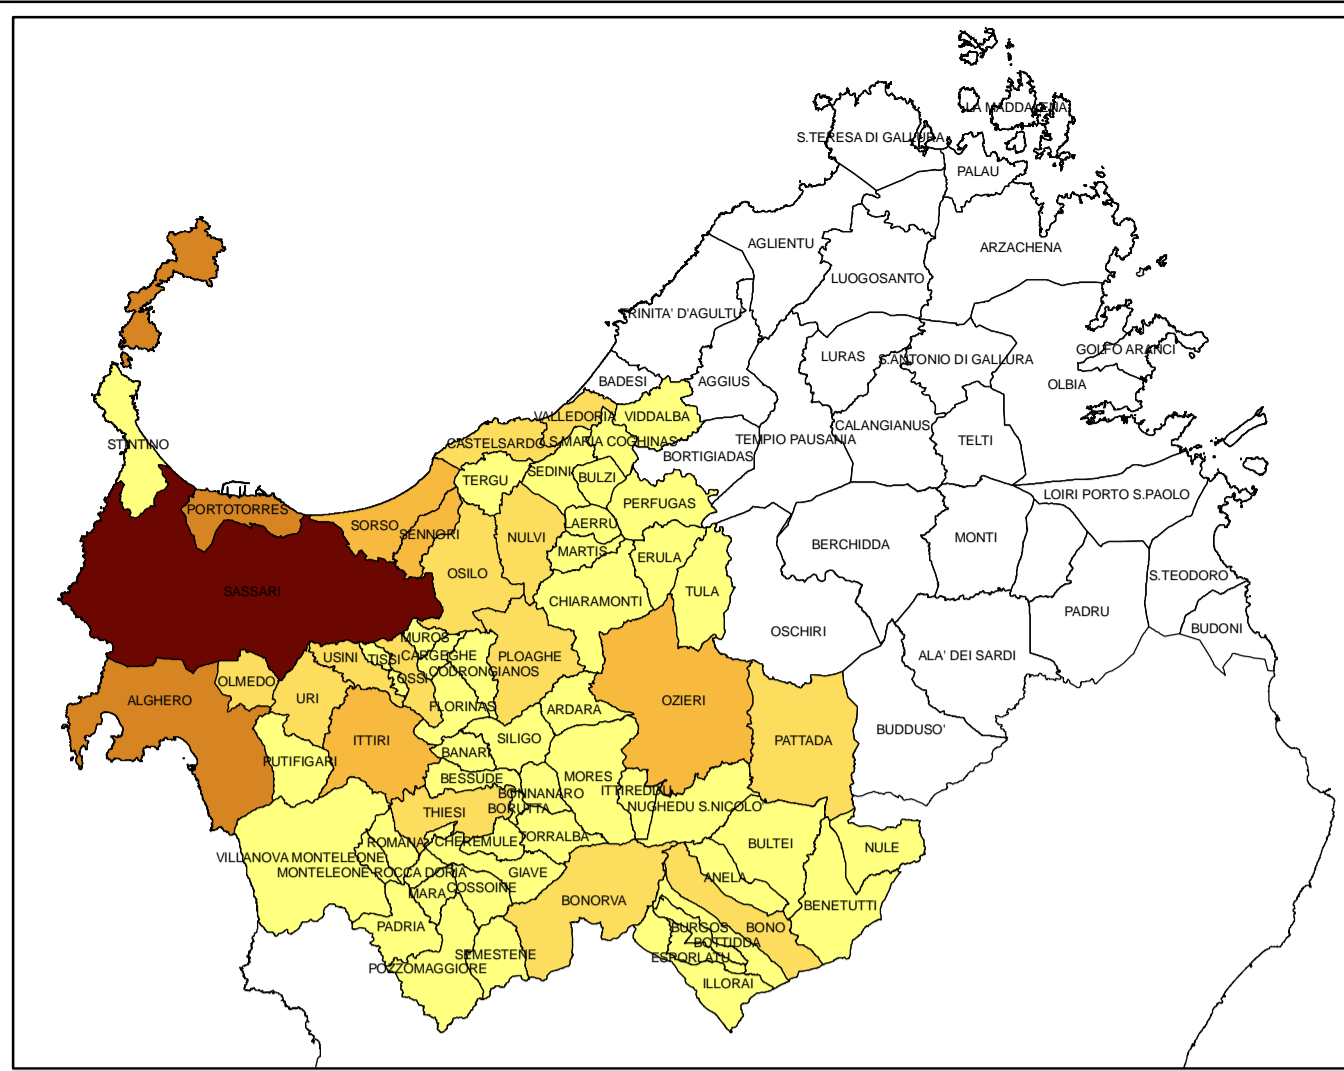 LA MADDALENA
S.TERESA DI GALLURA
PALAU
AGLIENTU
ARZACHENA
LUOGOSANTO
TRINITA' D'AGULTU
GOLFO ARANCI
LURAS
S.ANTONIO DI GALLURA
BADESI
AGGIUS
OLBIA
VALLEDORIA
VIDDALBA
CALANGIANUS
STINTINO
CASTELSARDO
S.MARIA COGHINAS
TEMPIO PAUSANIA
TELTI
BORTIGIADAS
SEDINI
BULZI
TERGU
LOIRI PORTO S.PAOLO
PERFUGAS
PORTOTORRES
SORSO
LAERRU
SENNORI
NULVI
MONTI
BERCHIDDA
MARTIS
ERULA
OSILO
S.TEODORO
SASSARI
TULA
CHIARAMONTI
PADRU
BUDONI
OSCHIRI
MUROS
CARGEGHE
USINI
TISSI
PLOAGHE
ALA' DEI SARDI
CODRONGIANOS
OSSI
OLMEDO
URI
ALGHERO
OZIERI
PLORINAS
ARDARA
BUDDUSO'
ITTIRI
SILIGO
PATTADA
BANARI
PUTIFIGARI
BESSUDE
MORES
ITTIREDDU
BONNANARO
BORUTTA
NUGHEDU S.NICOLO'
THIESI
TORRALBA
ROMANA
CHEREMULE
BULTEI
NULE
VILLANOVA MONTELEONE
MONTELEONE ROCCA DORIA
GIAVE
ANELA
COSSOINE
MARA
BONORVA
BENETUTTI
PADRIA
BURGOS
BONO
BOTTIDDA
SEMESTENE
ESPORLATU
POZZOMAGGIORE
ILLORAI